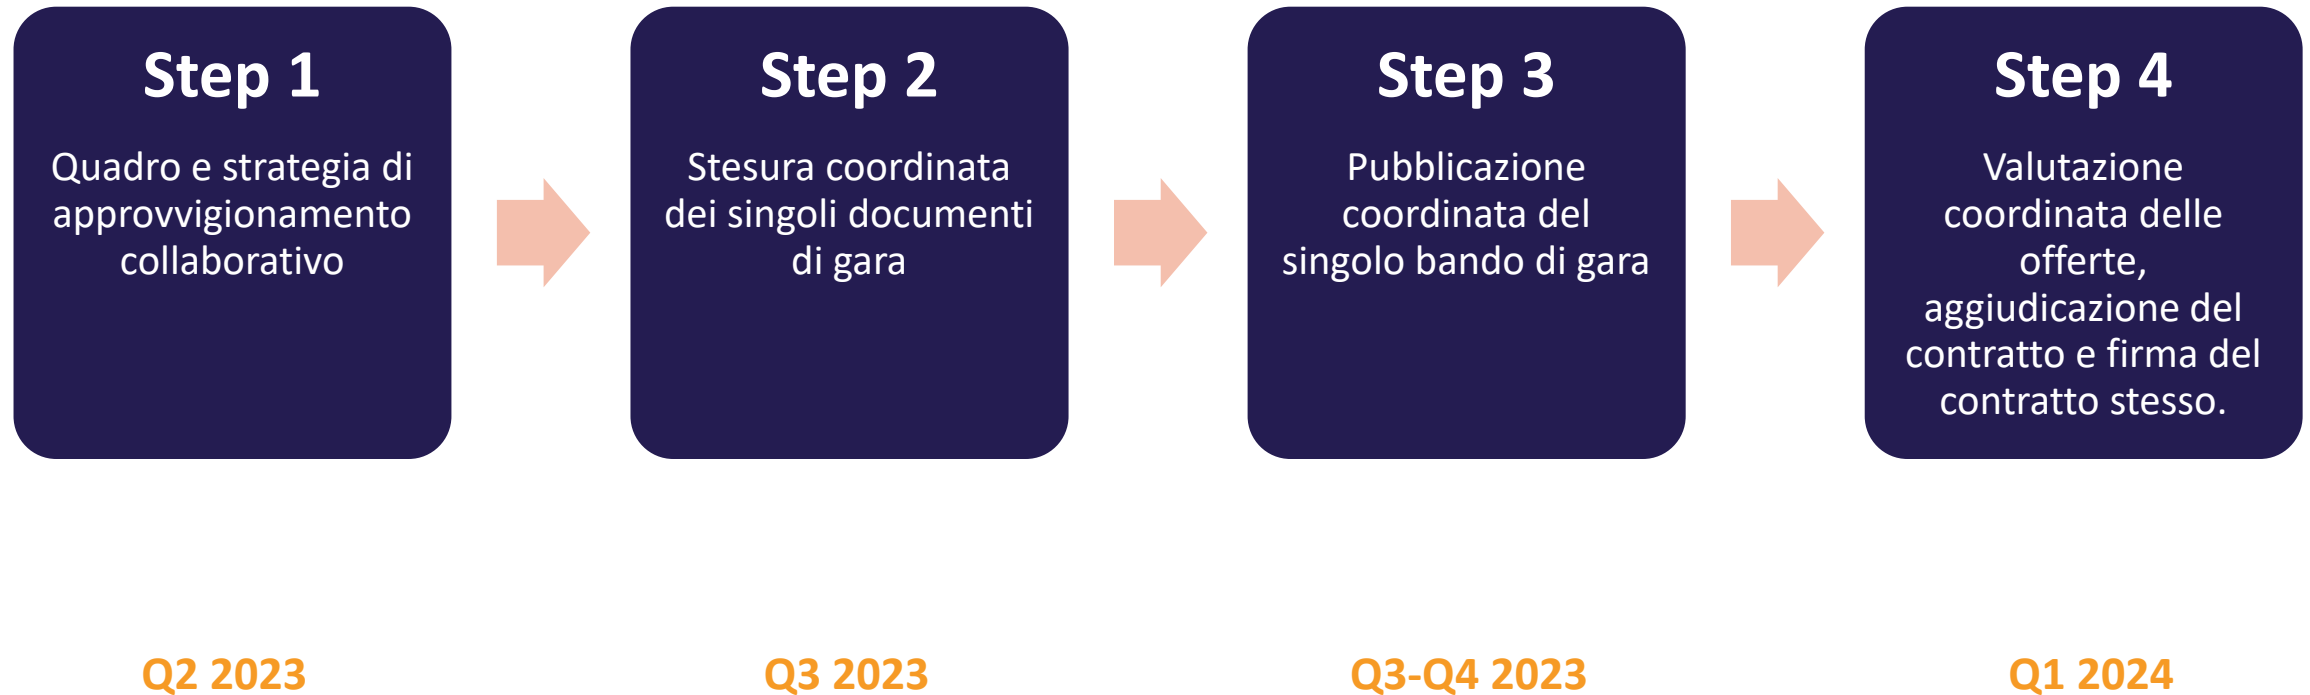 Step 1
Quadro e strategia di
approvvigionamento
collaborativo
Step 2
Stesura coordinata
dei singoli documenti
di gara
Step 3
Pubblicazione
coordinata del
singolo bando di gara
Step 4
Valutazione
coordinata delle
offerte,
aggiudicazione del
contratto e firma del
contratto stesso.
Q2 2023
Q3 2023
Q3-Q4 2023
Q1 2024